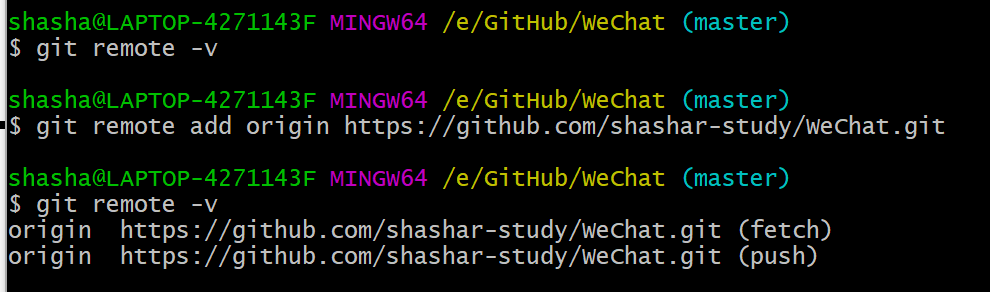 shasha@LAPTOP-4271143F MINGW64 /e/GitHub/WeChat (master)
$ git remote -v
shasha@LAPTOP-4271143F MINGW64 /e/GitHub/WeChat (master)
$ git remote add origin https://github.com/shashar-study/WeChat.git
shasha@LAPTOP-4271143F MINGW64 /e/GitHub/WeChat (master)
$ git remote -v
origin  https://github.com/shashar-study/WeChat.git (fetch)
origin  https://github.com/shashar-study/WeChat.git (push)